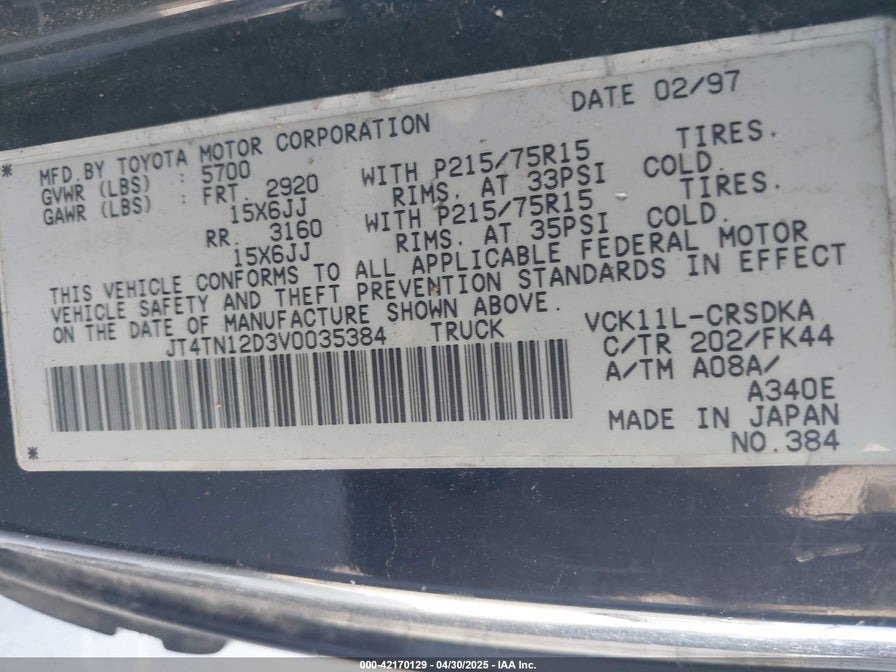 DATE 02/97
* MFD.BY TOYOTA MOTOR CORPORATION
GVWR (LBS) : 5700
GAWR (LBS) : FRT. 2920 WITH P215/75R15 TIRES.
15X6JJ RIMS. AT 33PSI COLD.
RR. 3160 WITH P215/75R15 TIRES.
15X6JJ RIMS. AT 35PSI COLD.
THIS VEHICLE CONFORMS TO ALL APPLICABLE FEDERAL MOTOR
VEHICLE SAFETY AND THEFT PREVENTION STANDARDS IN EFFECT
ON THE DATE OF MANUFACTURE SHOWN ABOVE.
JT4TN12D3V0035384 TRUCK
VCK11L-CRSDKA
C/TR 202/FK44
A/TM A08A/
A340E
MADE IN JAPAN
* NO.384
000-42170129 - 04/30/2025 - IAA Inc.